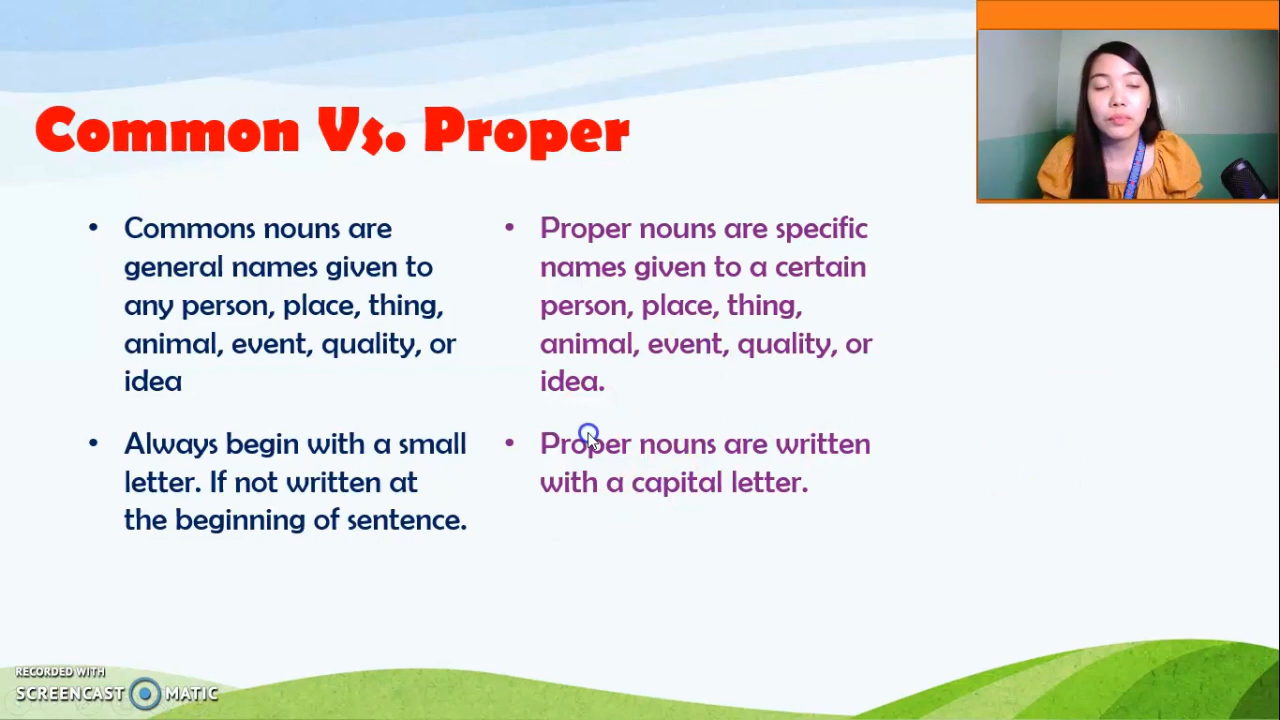 Common Vs. Proper
Commons nouns are
general names given to
any person, place, thing,
animal, event, quality, or
idea
Always begin with a small
letter. If not written at
the beginning of sentence.
Proper nouns are specific
names given to a certain
person, place, thing,
animal, event, quality, or
idea.
Proper nouns are written
with a capital letter.
RECORDED WITH
SCREENCAST MATIC